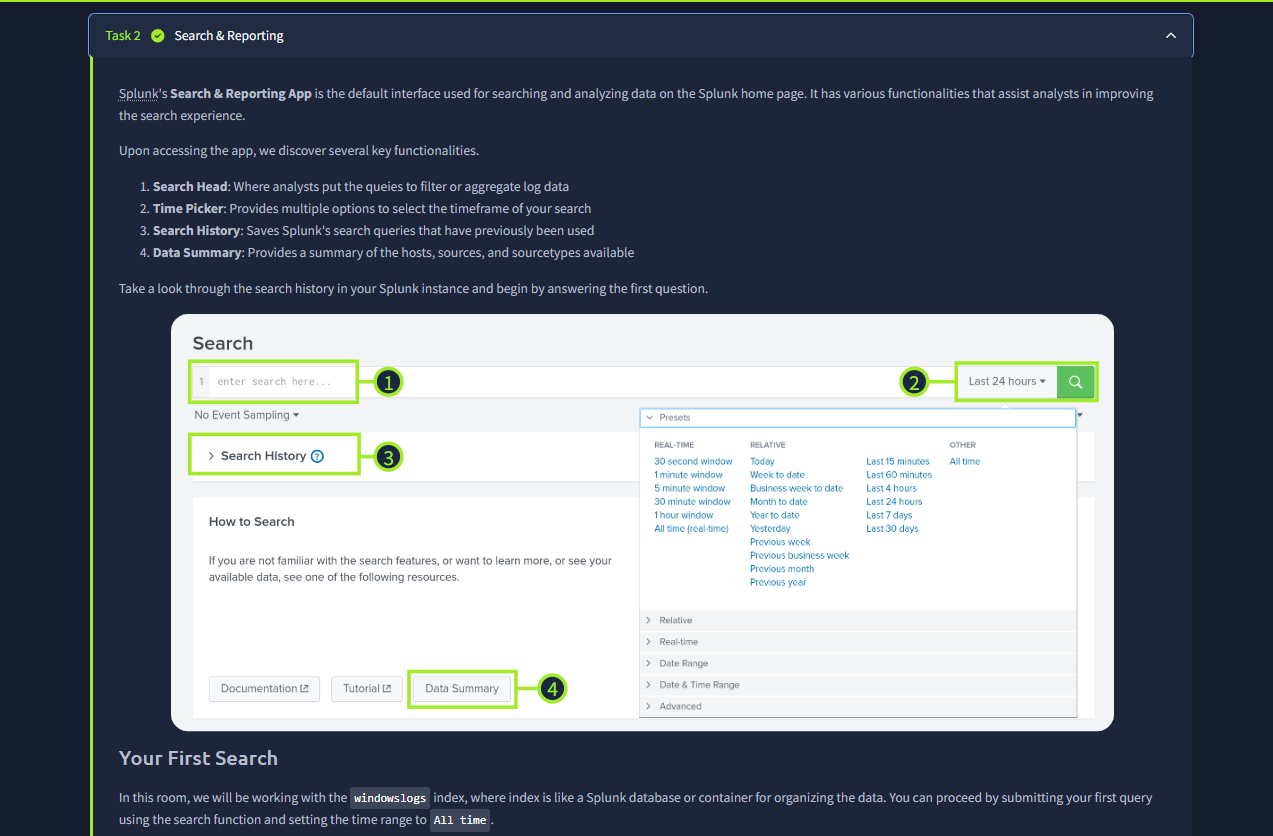 Task 2 Search & Reporting
Splunk's Search & Reporting App is the default interface used for searching and analyzing data on the Splunk home page. It has various functionalities that assist analysts in improving
the search experience.
Upon accessing the app, we discover several key functionalities.
1. Search Head: Where analysts put the queies to filter or aggregate log data
2. Time Picker: Provides multiple options to select the timeframe of your search
3. Search History: Saves Splunk's search queries that have previously been used
4. Data Summary: Provides a summary of the hosts, sources, and sourcetypes available
Take a look through the search history in your Splunk instance and begin by answering the first question.
Search
1 enter search here... 1 2 Last 24 hours
No Event Sampling
Presets
Search History ? 3
REAL-TIME RELATIVE OTHER
30 second window Today Last 15 minutes All time
1 minute window Week to date Last 60 minutes
5 minute window Business week to date Last 4 hours
30 minute window Month to date Last 24 hours
1 hour window Year to date Last 7 days
All time (real-time) Yesterday Last 30 days
Previous week
Previous business week
Previous month
Previous year
How to Search
If you are not familiar with the search features, or want to learn more, or see your
available data, see one of the following resources.
Documentation Tutorial Data Summary 4
Relative
Real-time
Date Range
Date & Time Range
Advanced
Your First Search
In this room, we will be working with the windowslogs index, where index is like a Splunk database or container for organizing the data. You can proceed by submitting your first query
using the search function and setting the time range to All time.